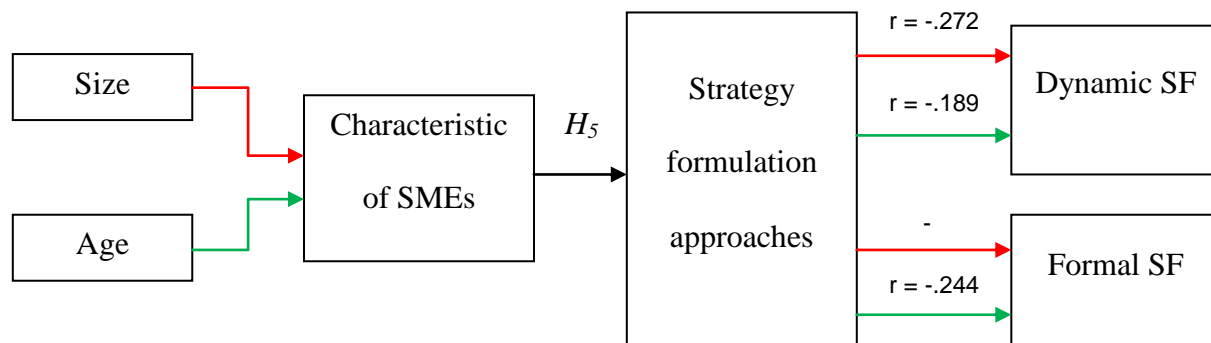 Size
Age
Characteristic
of SMEs
H5
Strategy
formulation
approaches
r = -.272
r = -.189
-
r = -.244
Dynamic SF
Formal SF